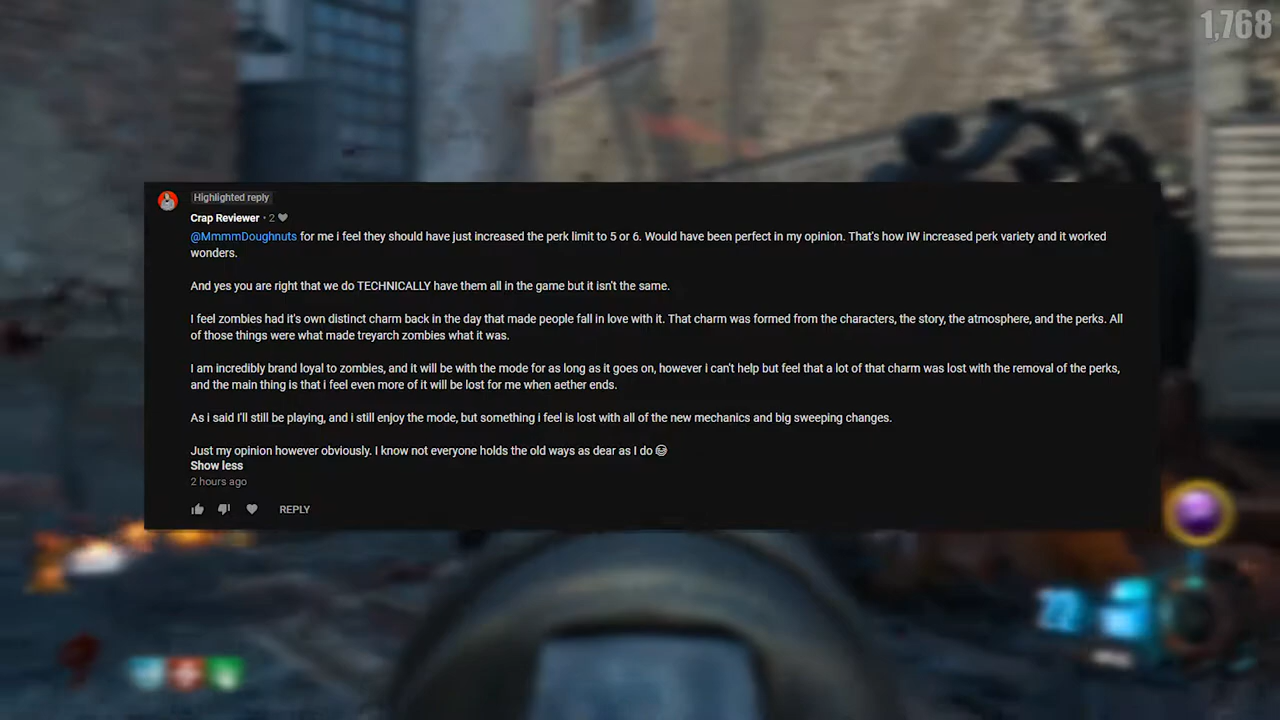 1,768
Highlighted reply
Crap Reviewer · 2
@MmmmDoughnuts for me i feel they should have just increased the perk limit to 5 or 6. Would have been perfect in my opinion. That's how IW increased perk variety and it worked
wonders.
And yes you are right that we do TECHNICALLY have them all in the game but it isn't the same.
I feel zombies had it's own distinct charm back in the day that made people fall in love with it. That charm was formed from the characters, the story, the atmosphere, and the perks. All
of those things were what made treyarch zombies what it was.
I am incredibly brand loyal to zombies, and it will be with the mode for as long as it goes on, however i can't help but feel that a lot of that charm was lost with the removal of the perks,
and the main thing is that i feel even more of it will be lost for me when aether ends.
As i said I'll still be playing, and i still enjoy the mode, but something i feel is lost with all of the new mechanics and big sweeping changes.
Just my opinion however obviously. I know not everyone holds the old ways as dear as I do 😅
Show less
2 hours ago
REPLY